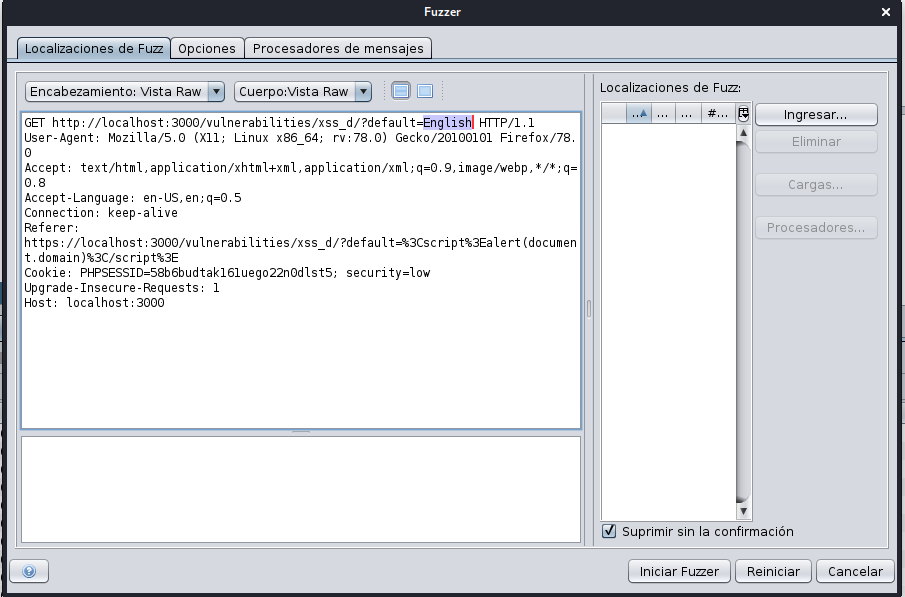 Fuzzer
Localizaciones de Fuzz
Opciones
Procesadores de mensajes
Encabezamiento: Vista Raw
Cuerpo:Vista Raw
GET http://localhost:3000/vulnerabilities/xss_d/?default=English HTTP/1.1
User-Agent: Mozilla/5.0 (X11; Linux x86_64; rv:78.0) Gecko/20100101 Firefox/78.
0
Accept: text/html,application/xhtml+xml,application/xml;q=0.9,image/webp,*/*;q=
0.8
Accept-Language: en-US,en;q=0.5
Connection: keep-alive
Referer:
https://localhost:3000/vulnerabilities/xss_d/?default=%3Cscript%3Ealert(documen
t.domain)%3C/script%3E
Cookie: PHPSESSID=58b6budtak161uego22n0dlst5; security=low
Upgrade-Insecure-Requests: 1
Host: localhost:3000
Localizaciones de Fuzz:
... ... ... #...
Ingresar...
Eliminar
Cargas...
Procesadores...
Suprimir sin la confirmación
Iniciar Fuzzer
Reiniciar
Cancelar